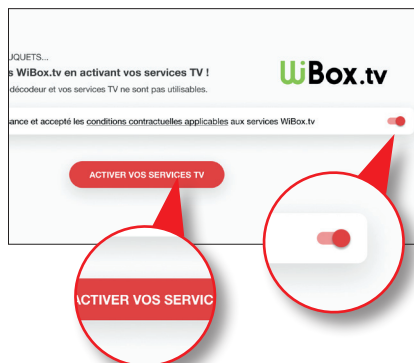 UQUETS...
s WiBox.tv en activant vos services TV !
WiBox.tv
décodeur et vos services TV ne sont pas utilisables.
ance et accepté les conditions contractuelles applicables aux services WiBox.tv
ACTIVER VOS SERVICES TV
ACTIVER VOS SERVIC